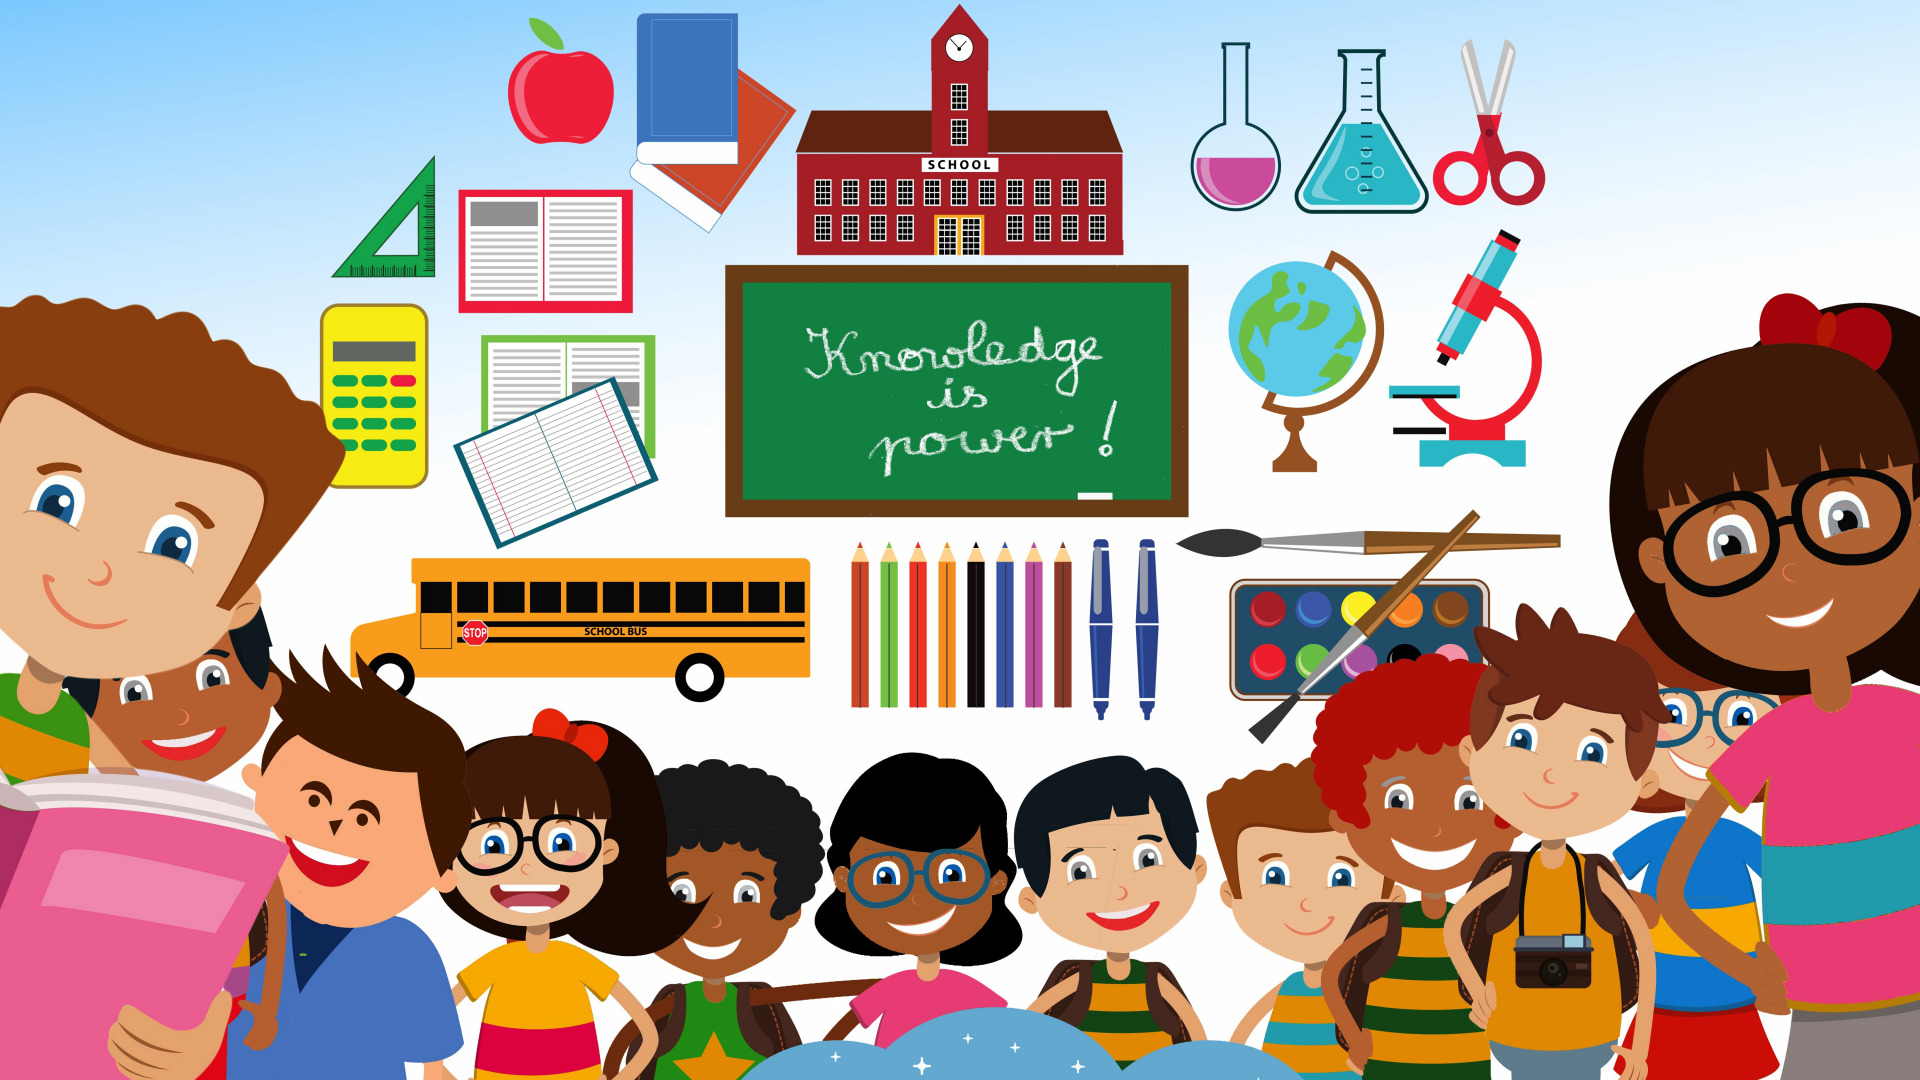 SCHOOL
Knowledge
is
power!
STOP
SCHOOL BUS